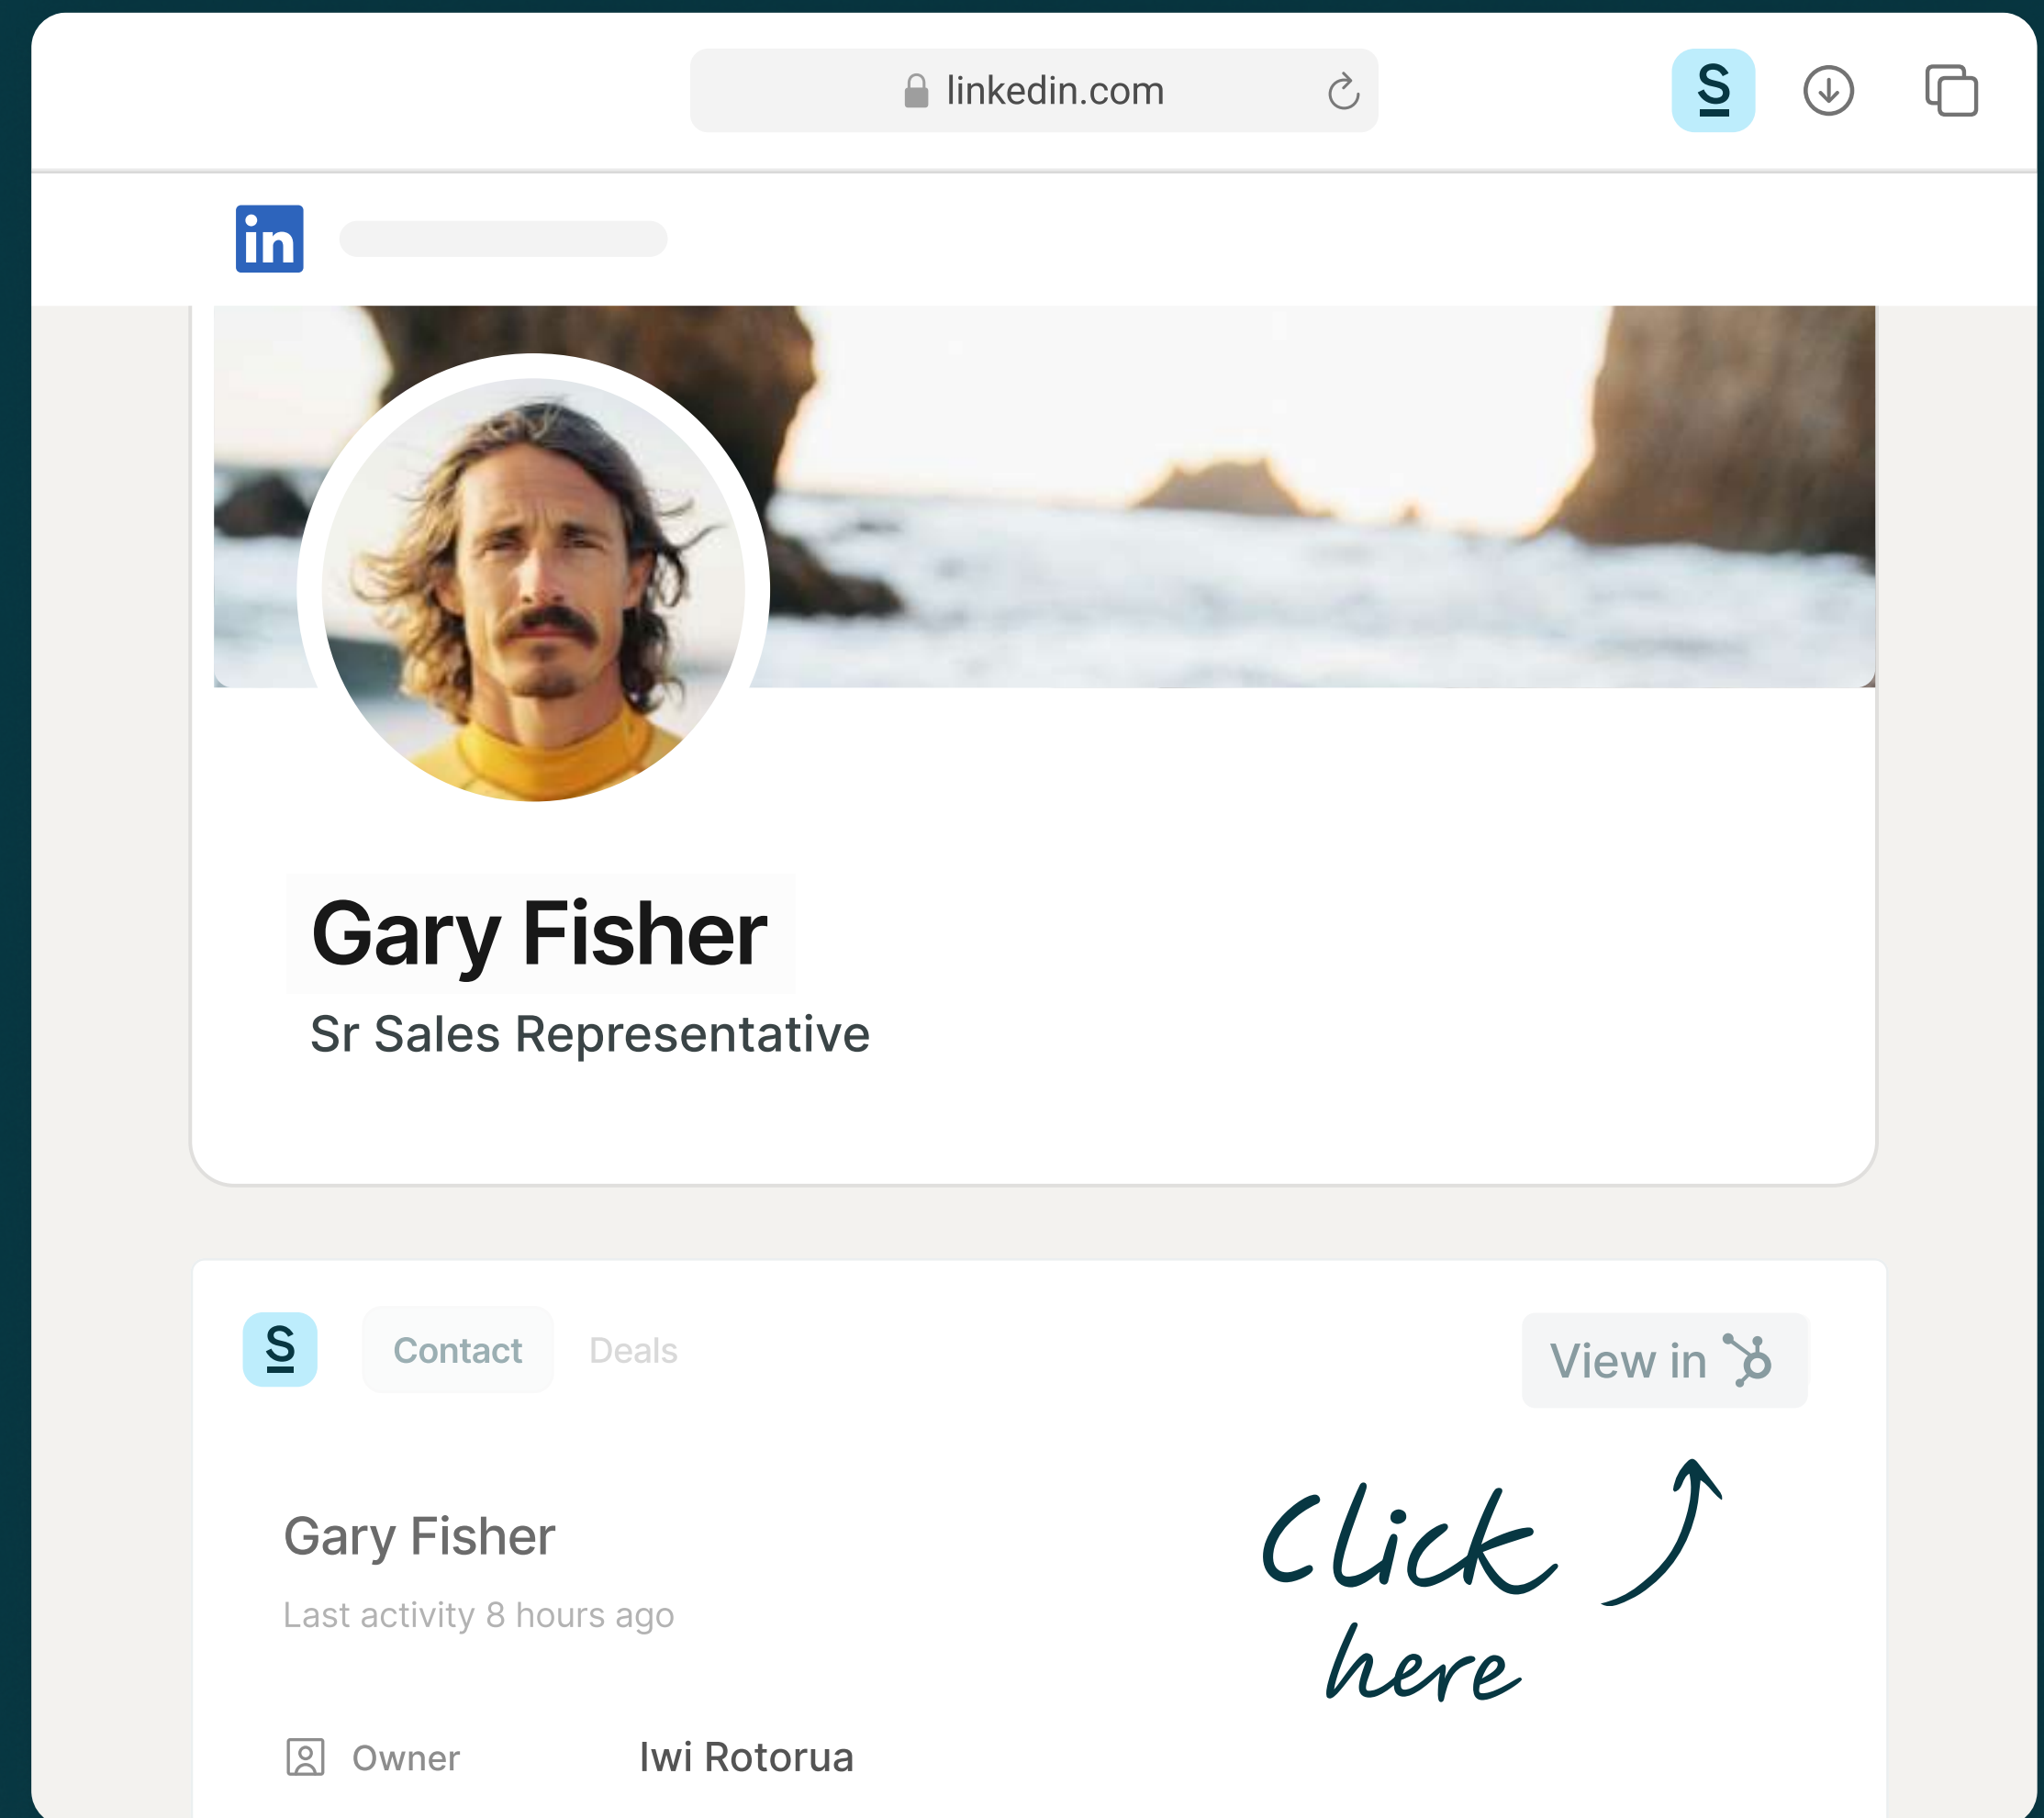 linkedin.com
S
in
Gary Fisher
Sr Sales Representative
S
Contact
Deals
View in
Gary Fisher
Last activity 8 hours ago
Click
here
Owner
Iwi Rotorua